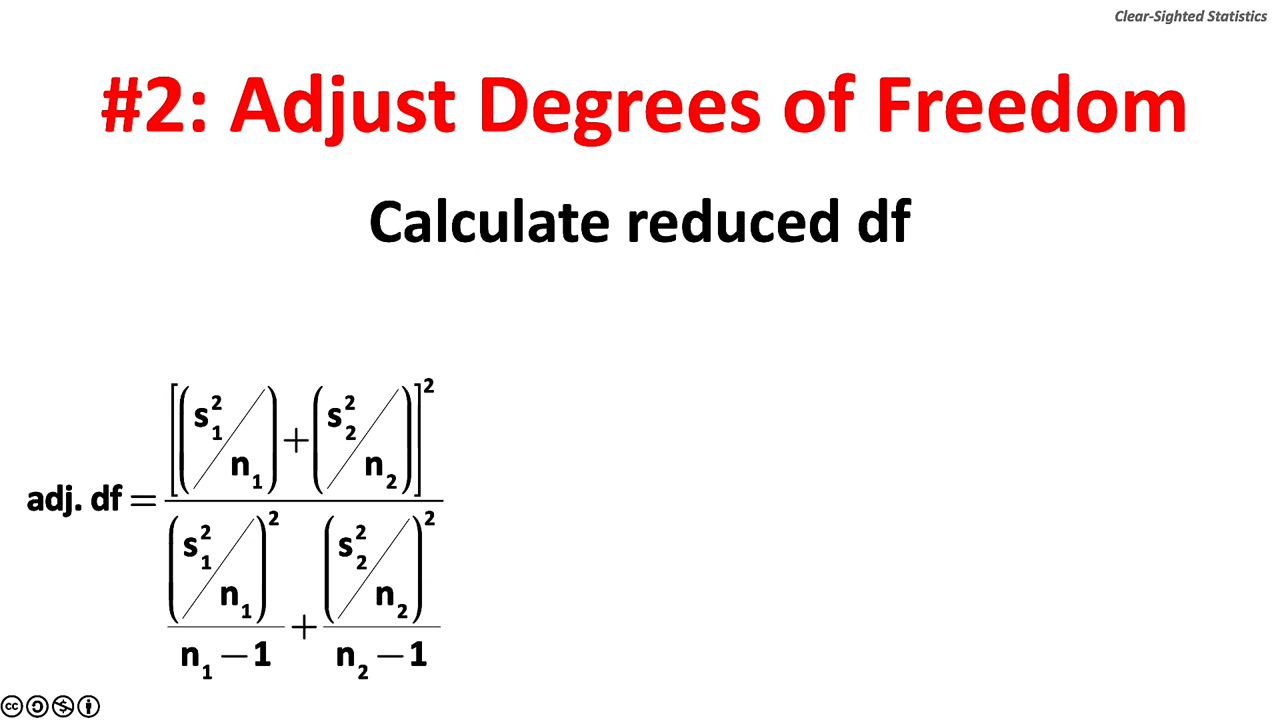 Clear-Sighted Statistics
#2: Adjust Degrees of Freedom
Calculate reduced df
adj. df = [(s₁²/n₁) + (s₂²/n₂)]²
(s₁²/n₁)² + (s₂²/n₂)²
n₁ − 1 n₂ − 1